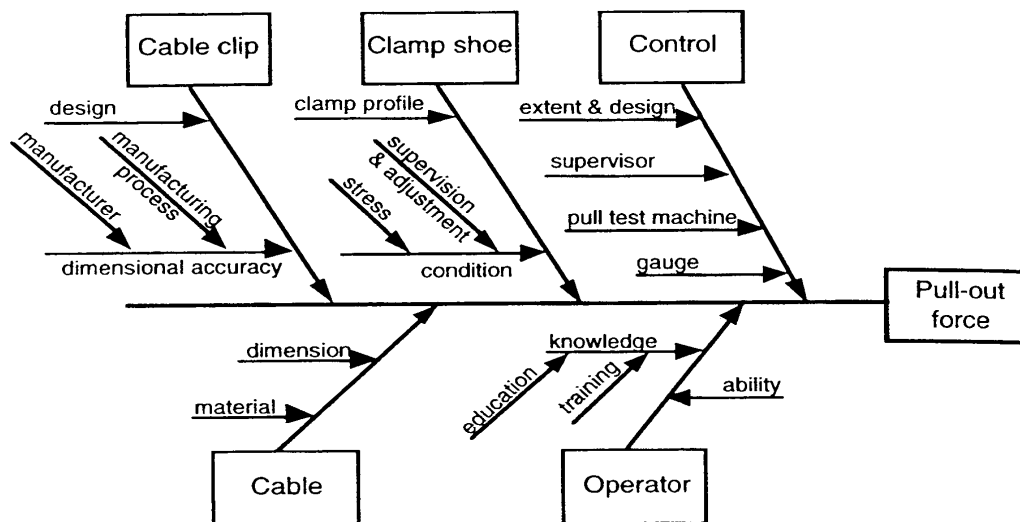 Cable clip
Clamp shoe
Control
design
manufacturer
manufacturing
process
dimensional accuracy
clamp profile
stress
supervision
& adjustment
condition
extent & design
supervisor
pull test machine
gauge
Pull-out
force
dimension
material
knowledge
education
training
ability
Cable
Operator